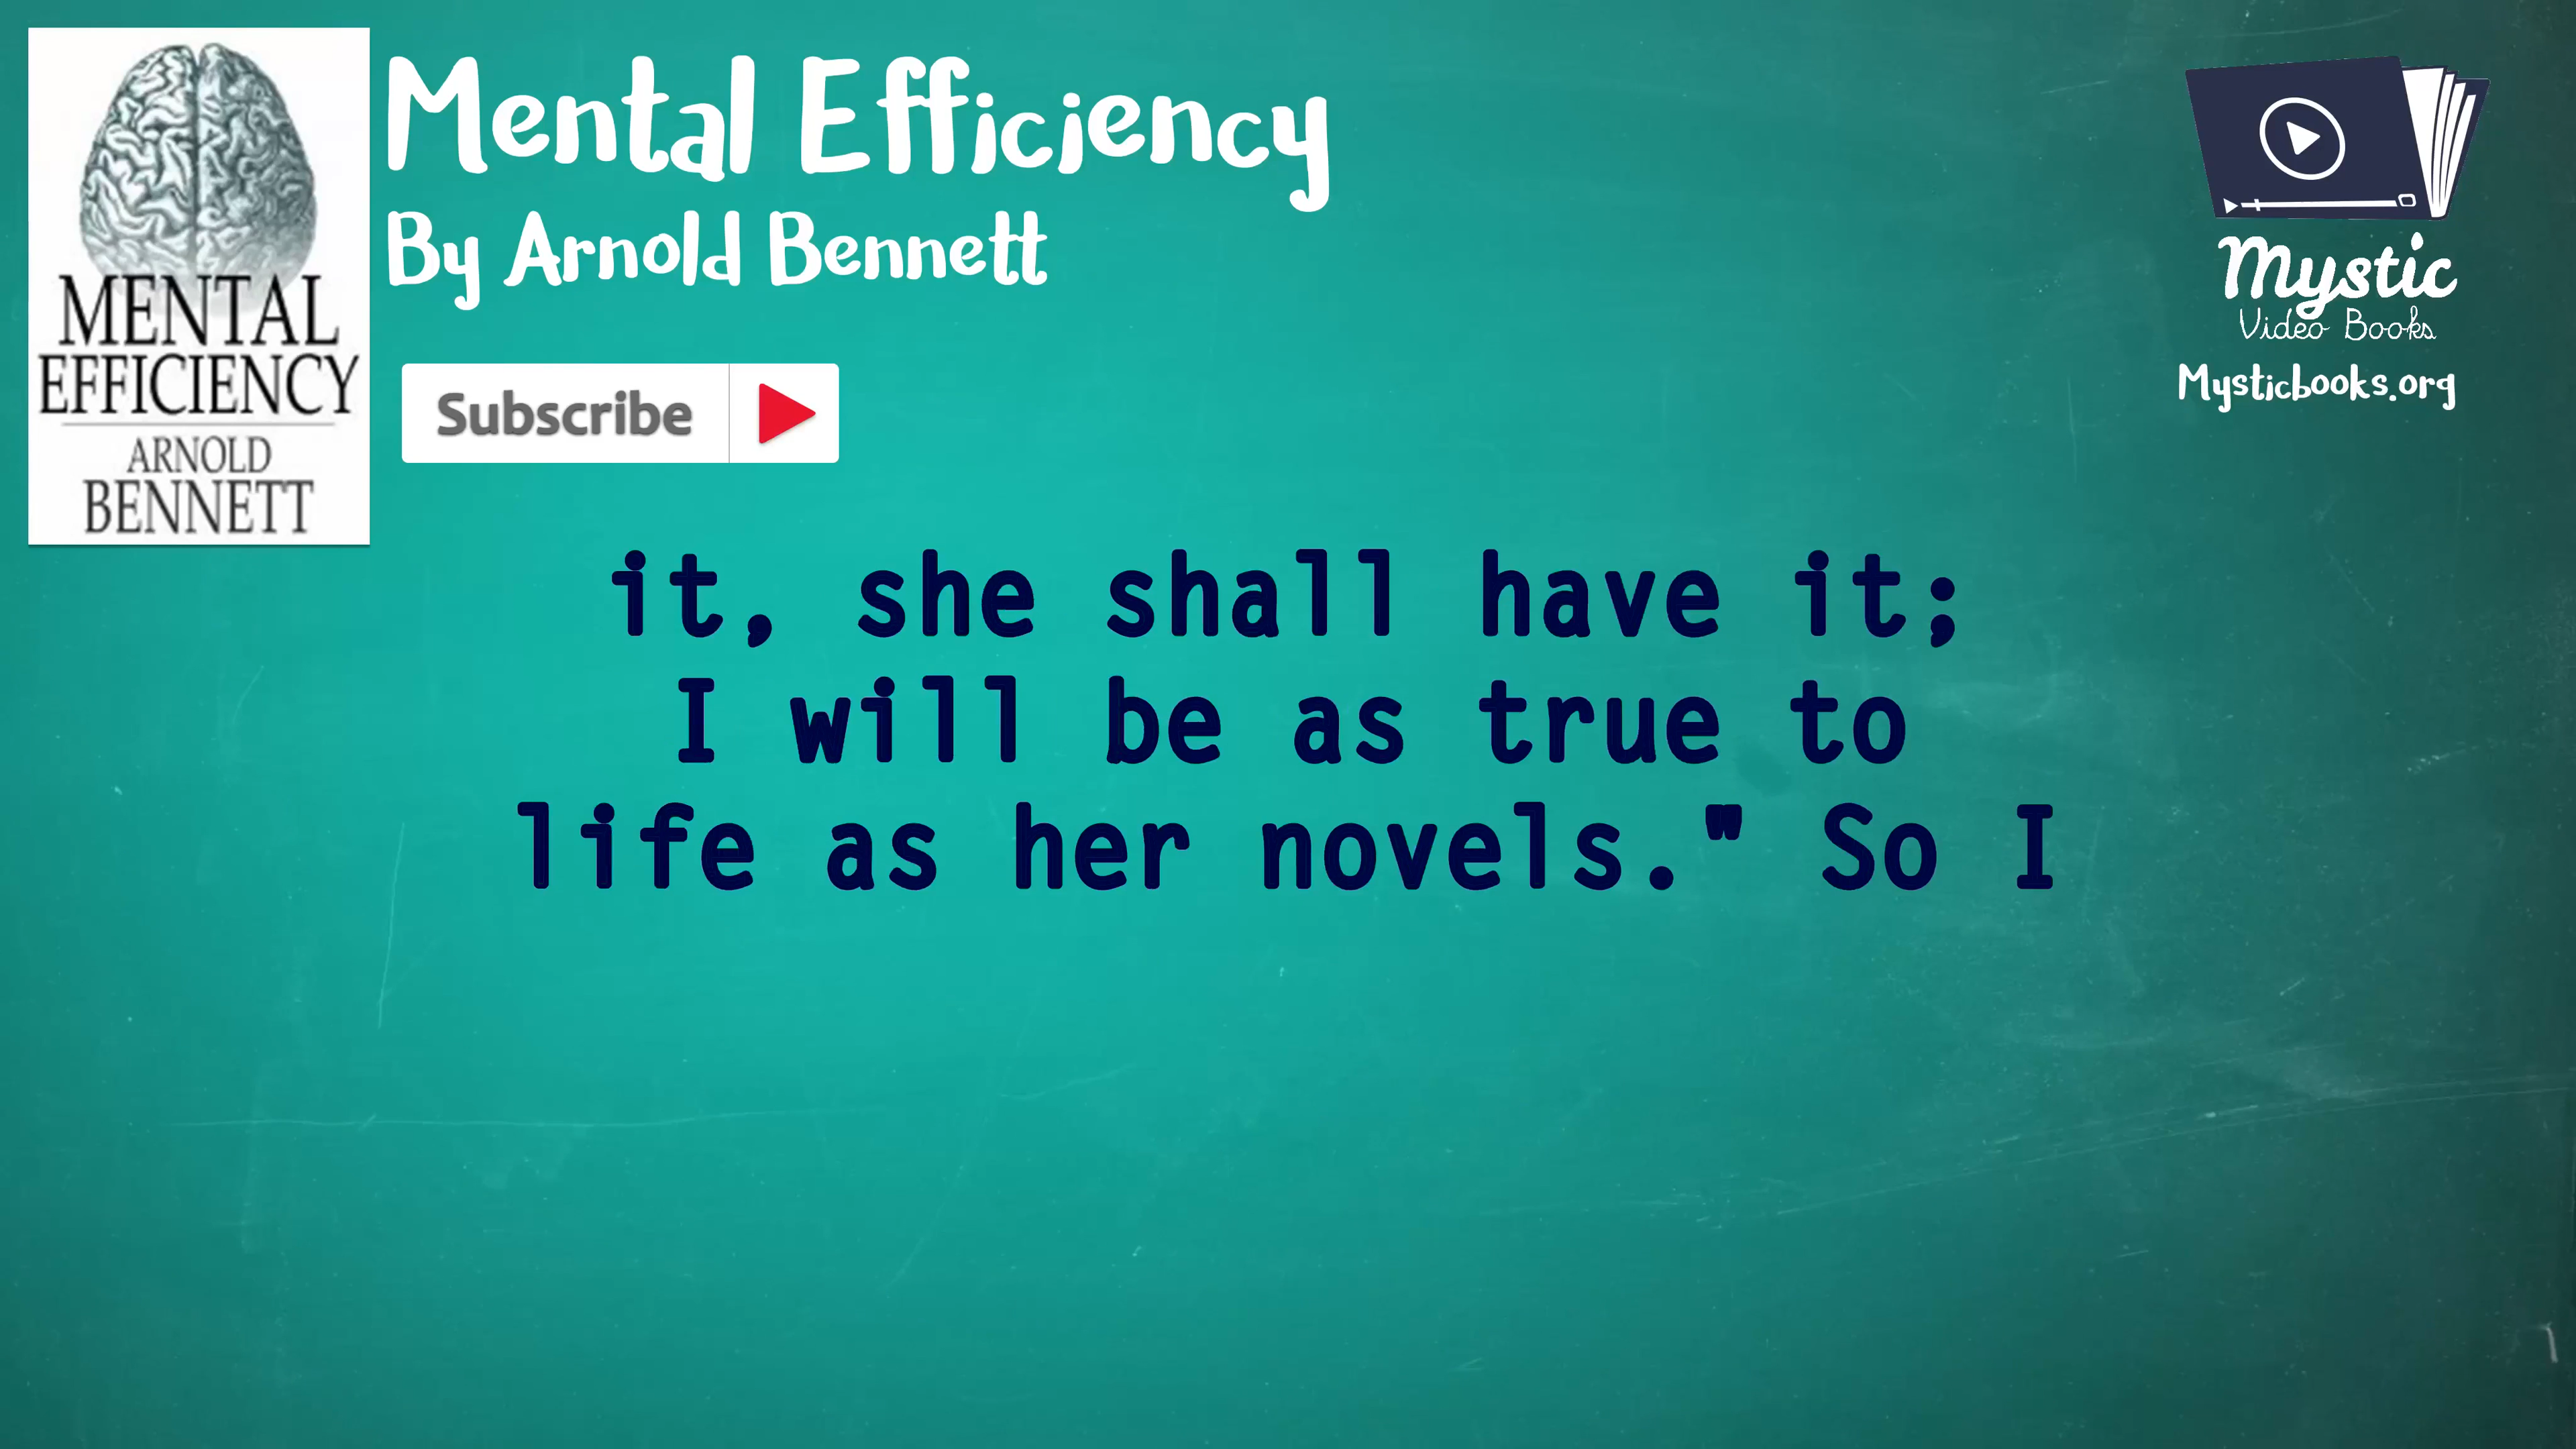 MENTAL
EFFICIENCY
ARNOLD
BENNETT
Mental Efficiency
By Arnold Bennett
Subscribe
Mystic
Video Books
Mysticbooks.org
it, she shall have it;
I will be as true to
life as her novels." So I